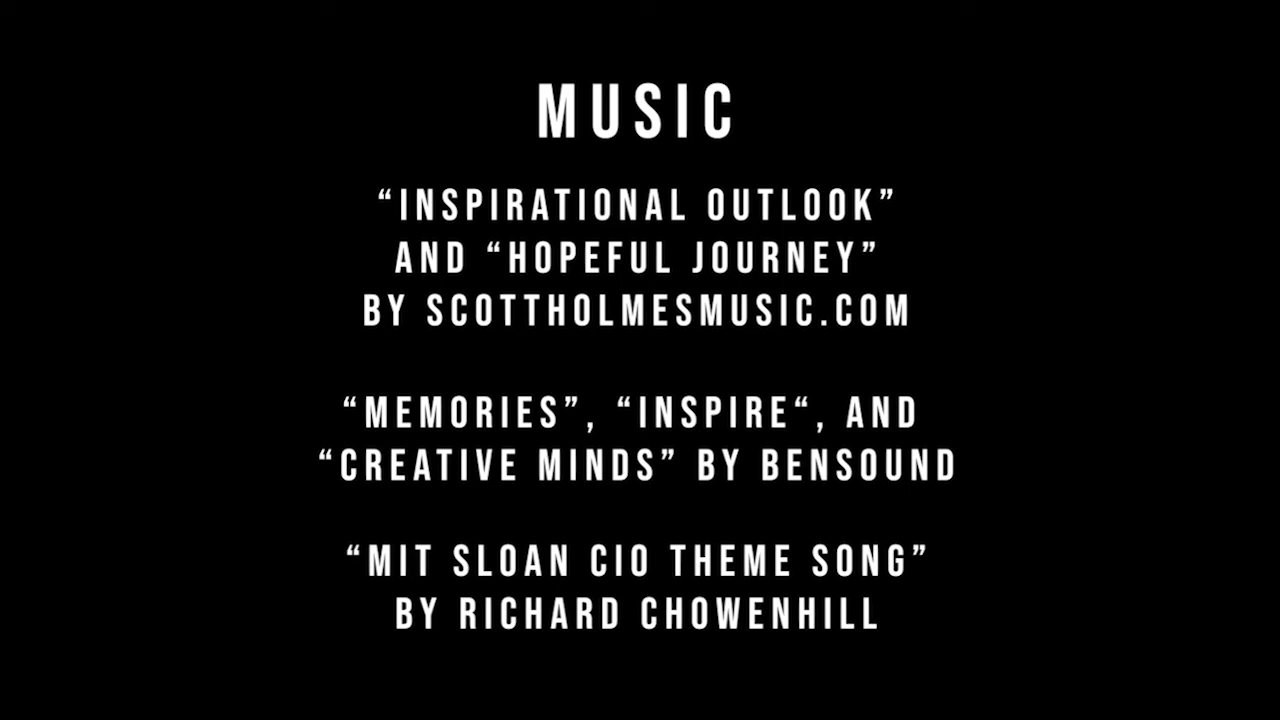 MUSIC
“INSPIRATIONAL OUTLOOK”
AND “HOPEFUL JOURNEY”
BY SCOTTHOLMESMUSIC.COM
“MEMORIES”, “INSPIRE“, AND
“CREATIVE MINDS” BY BENSOUND
“MIT SLOAN CIO THEME SONG”
BY RICHARD CHOWENHILL